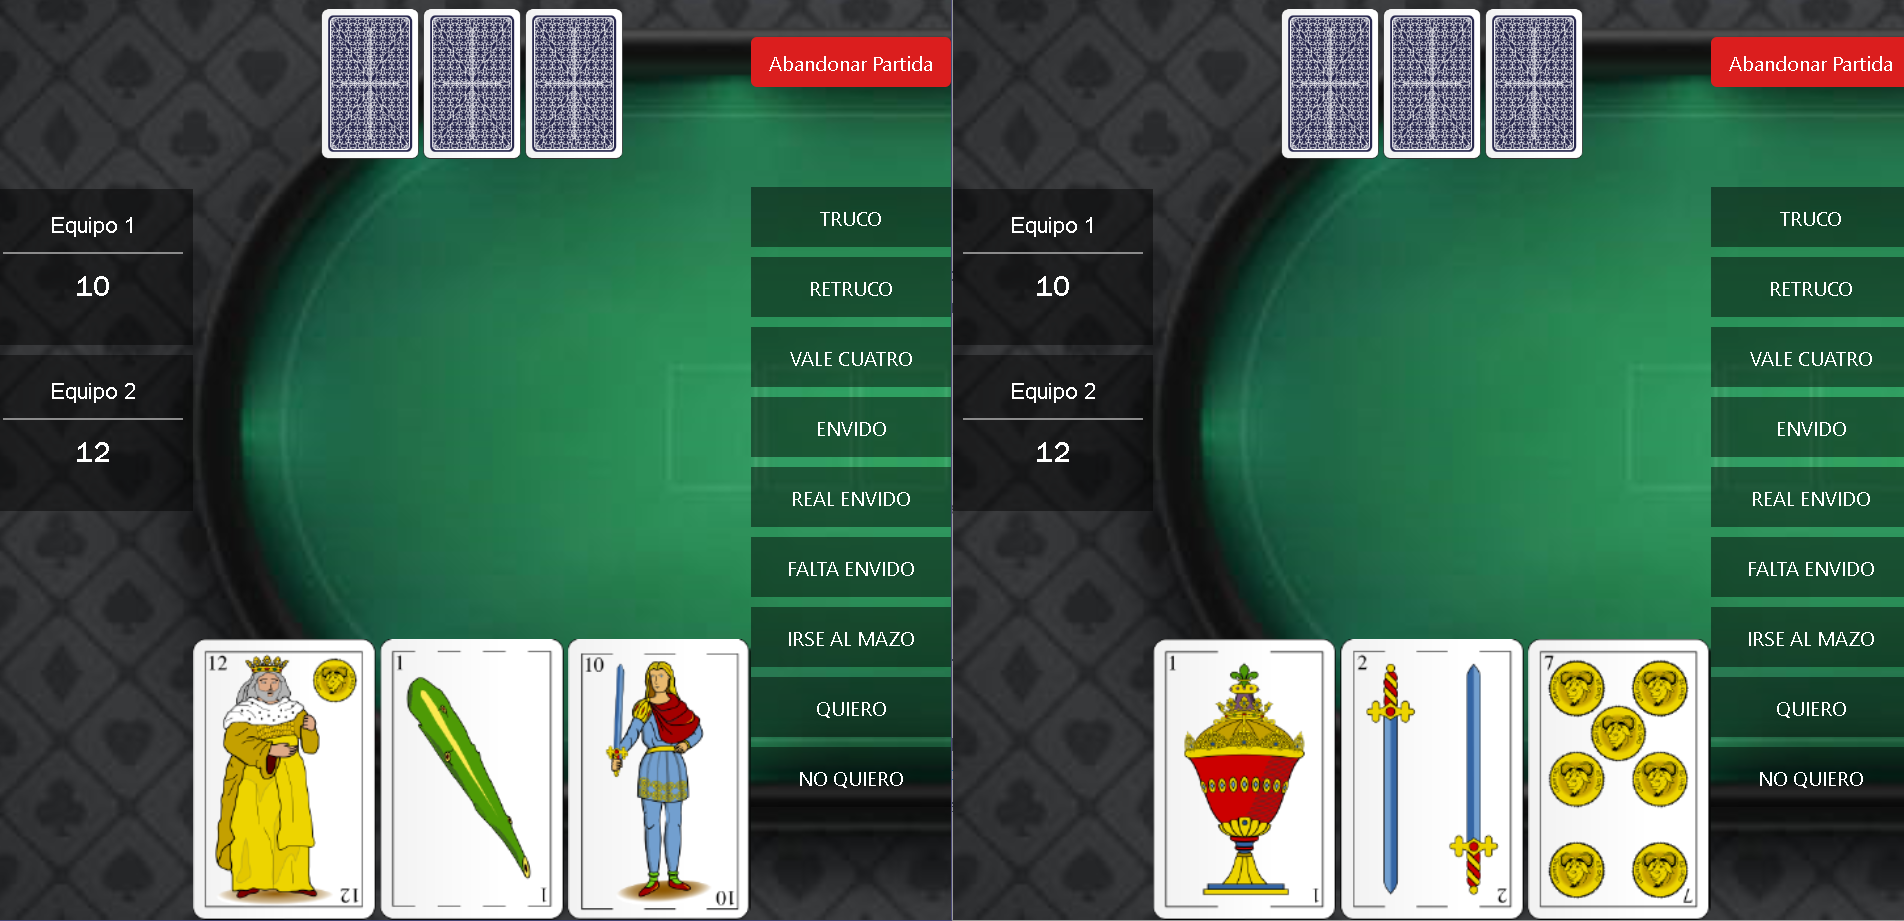 Abandonar Partida
Equipo 1
10
Equipo 2
12
TRUCO
RETRUCO
VALE CUATRO
ENVIDO
REAL ENVIDO
FALTA ENVIDO
IRSE AL MAZO
QUIERO
NO QUIERO
12
12
1
1
10
10
Abandonar Partida
Equipo 1
10
Equipo 2
12
TRUCO
RETRUCO
VALE CUATRO
ENVIDO
REAL ENVIDO
FALTA ENVIDO
IRSE AL MAZO
QUIERO
NO QUIERO
1
1
2
2
7
7